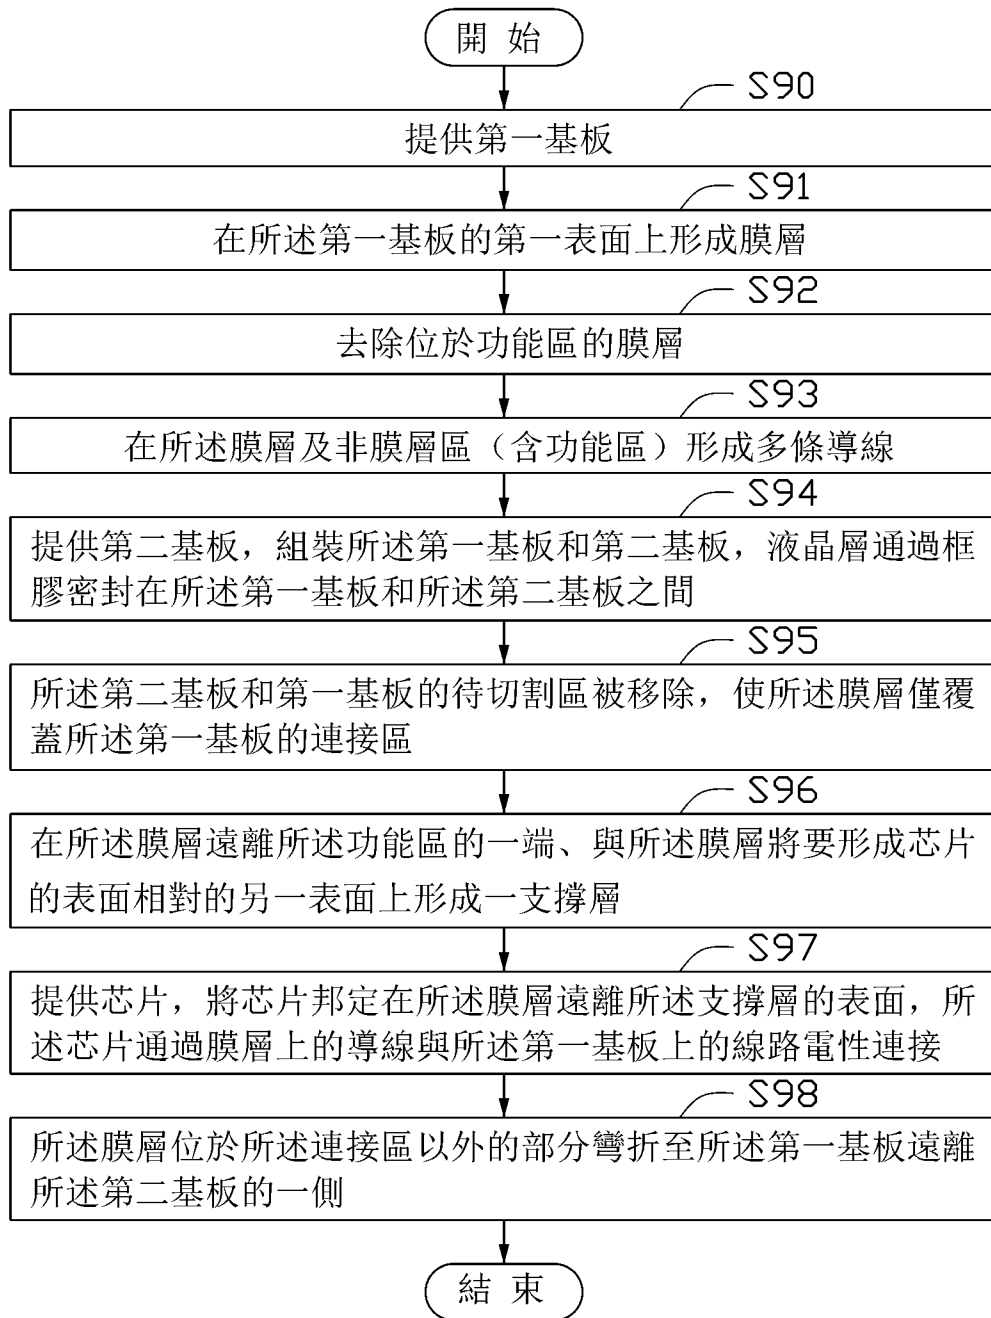 開 始
S90
提供第一基板
S91
在所述第一基板的第一表面上形成膜層
S92
去除位於功能區的膜層
S93
在所述膜層及非膜層區（含功能區）形成多條導線
S94
提供第二基板，組裝所述第一基板和第二基板，液晶層通過框
膠密封在所述第一基板和所述第二基板之間
S95
所述第二基板和第一基板的待切割區被移除，使所述膜層僅覆
蓋所述第一基板的連接區
S96
在所述膜層遠離所述功能區的一端、與所述膜層將要形成芯片
的表面相對的另一表面上形成一支撐層
S97
提供芯片，將芯片邦定在所述膜層遠離所述支撐層的表面，所
述芯片通過膜層上的導線與所述第一基板上的線路電性連接
S98
所述膜層位於所述連接區以外的部分彎折至所述第一基板遠離
所述第二基板的一側
結 束